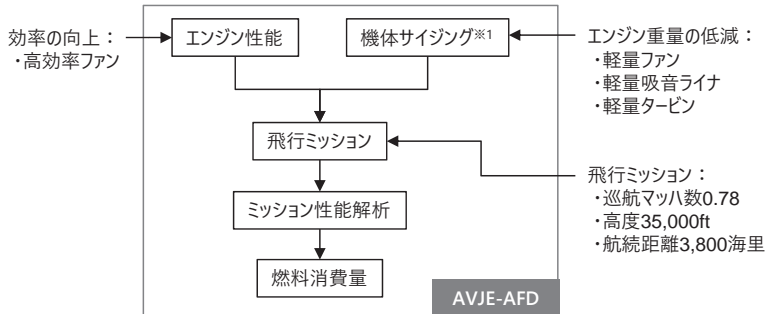 効率の向上：
・高効率ファン
エンジン性能
機体サイジング※1
エンジン重量の低減：
・軽量ファン
・軽量吸音ライナ
・軽量タービン
飛行ミッション
飛行ミッション：
・巡航マッハ数0.78
・高度35,000ft
・航続距離3,800海里
ミッション性能解析
燃料消費量
AVJE-AFD